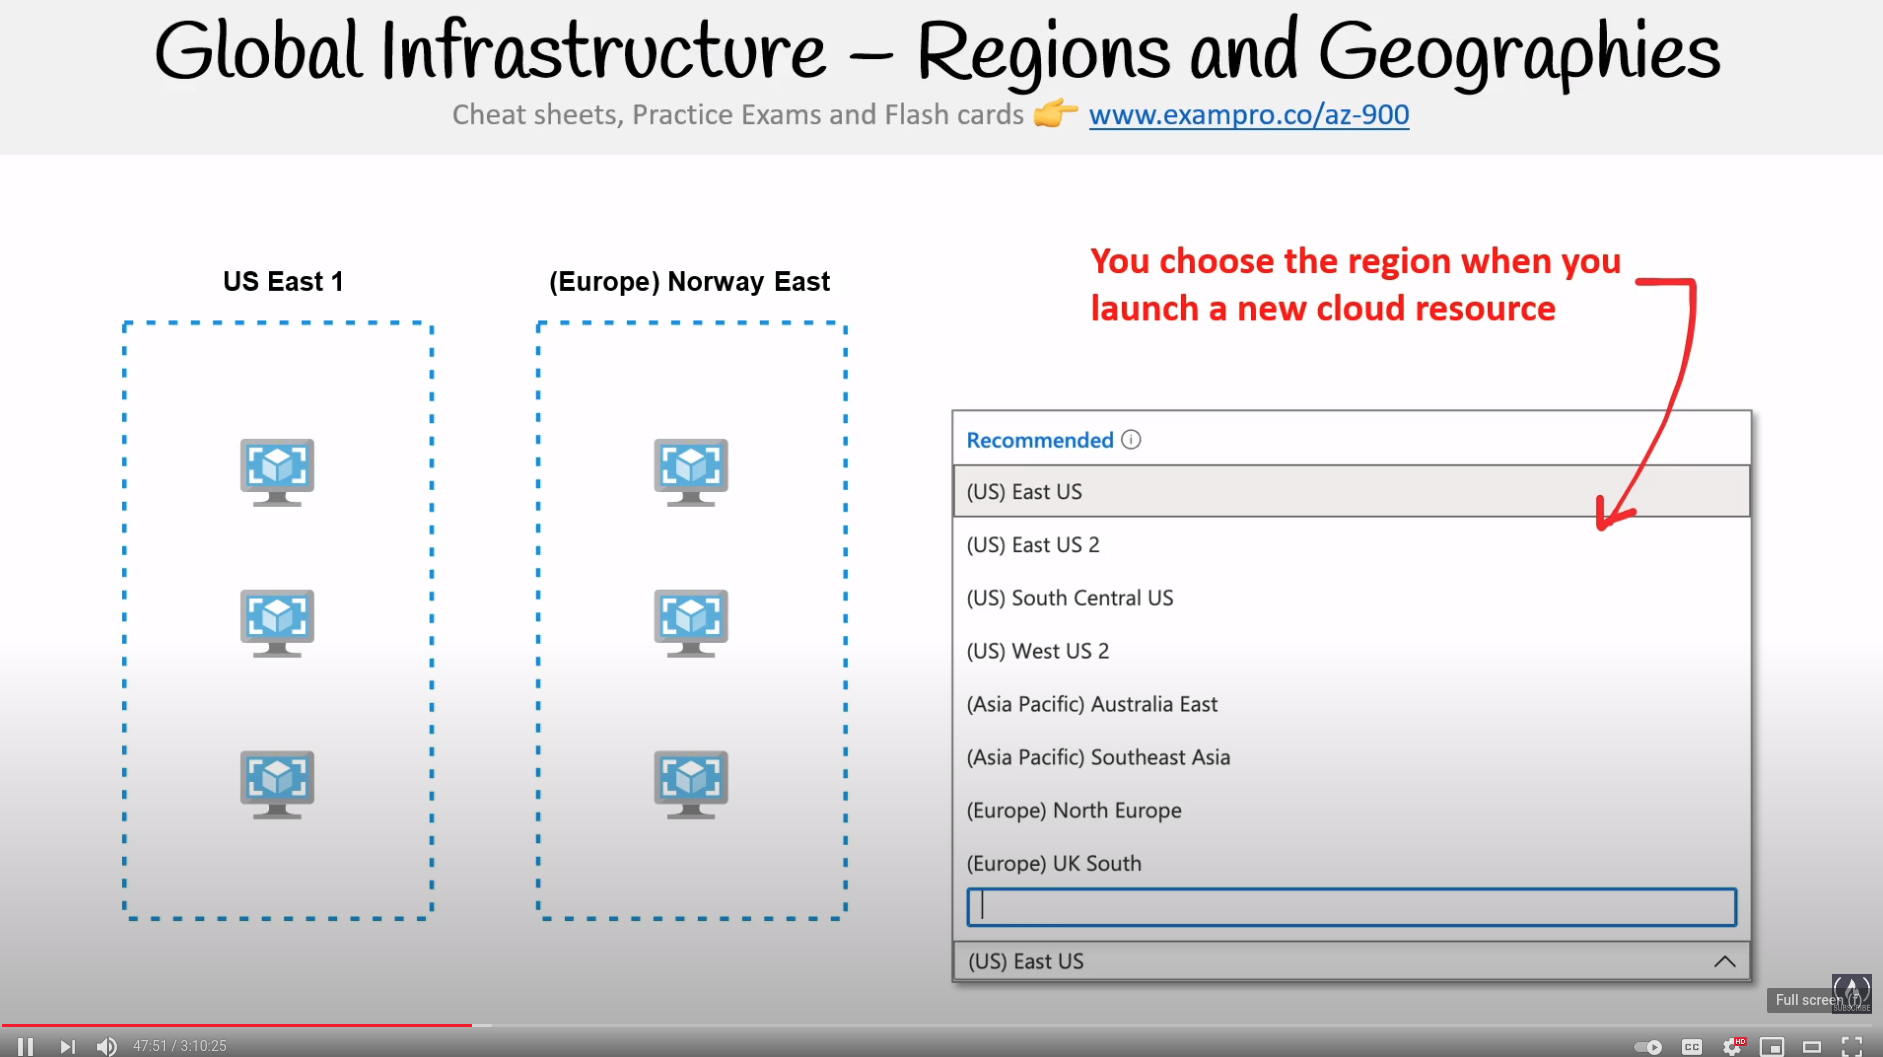 Global Infrastructure – Regions and Geographies
Cheat sheets, Practice Exams and Flash cards 👉 www.exampro.co/az-900
US East 1
(Europe) Norway East
You choose the region when you
launch a new cloud resource
Recommended
(US) East US
(US) East US 2
(US) South Central US
(US) West US 2
(Asia Pacific) Australia East
(Asia Pacific) Southeast Asia
(Europe) North Europe
(Europe) UK South
(US) East US
Full screen (f)
SUBSCRIBE
47:51 / 3:10:25
CC
HD